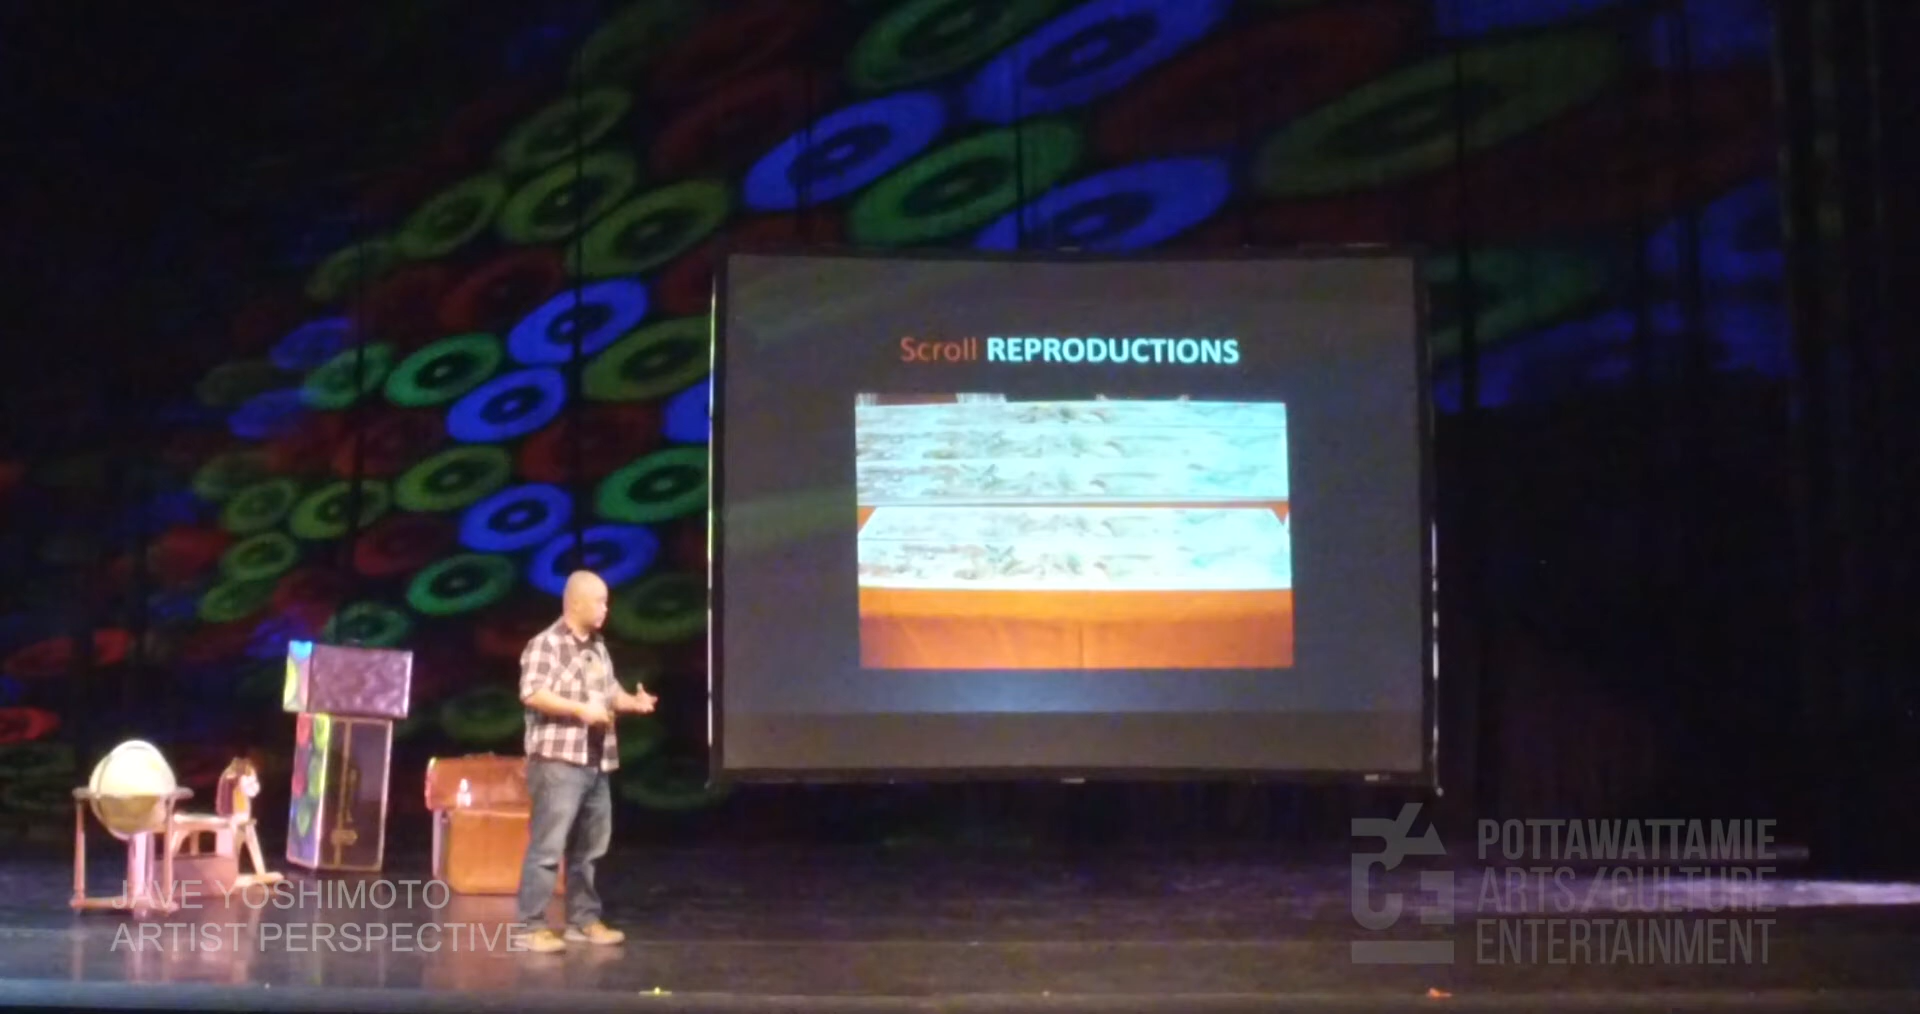 Scroll REPRODUCTIONS
JAVE YOSHIMOTO
ARTIST PERSPECTIVE
POTTAWATTAMIE
ARTS/CULTURE
ENTERTAINMENT